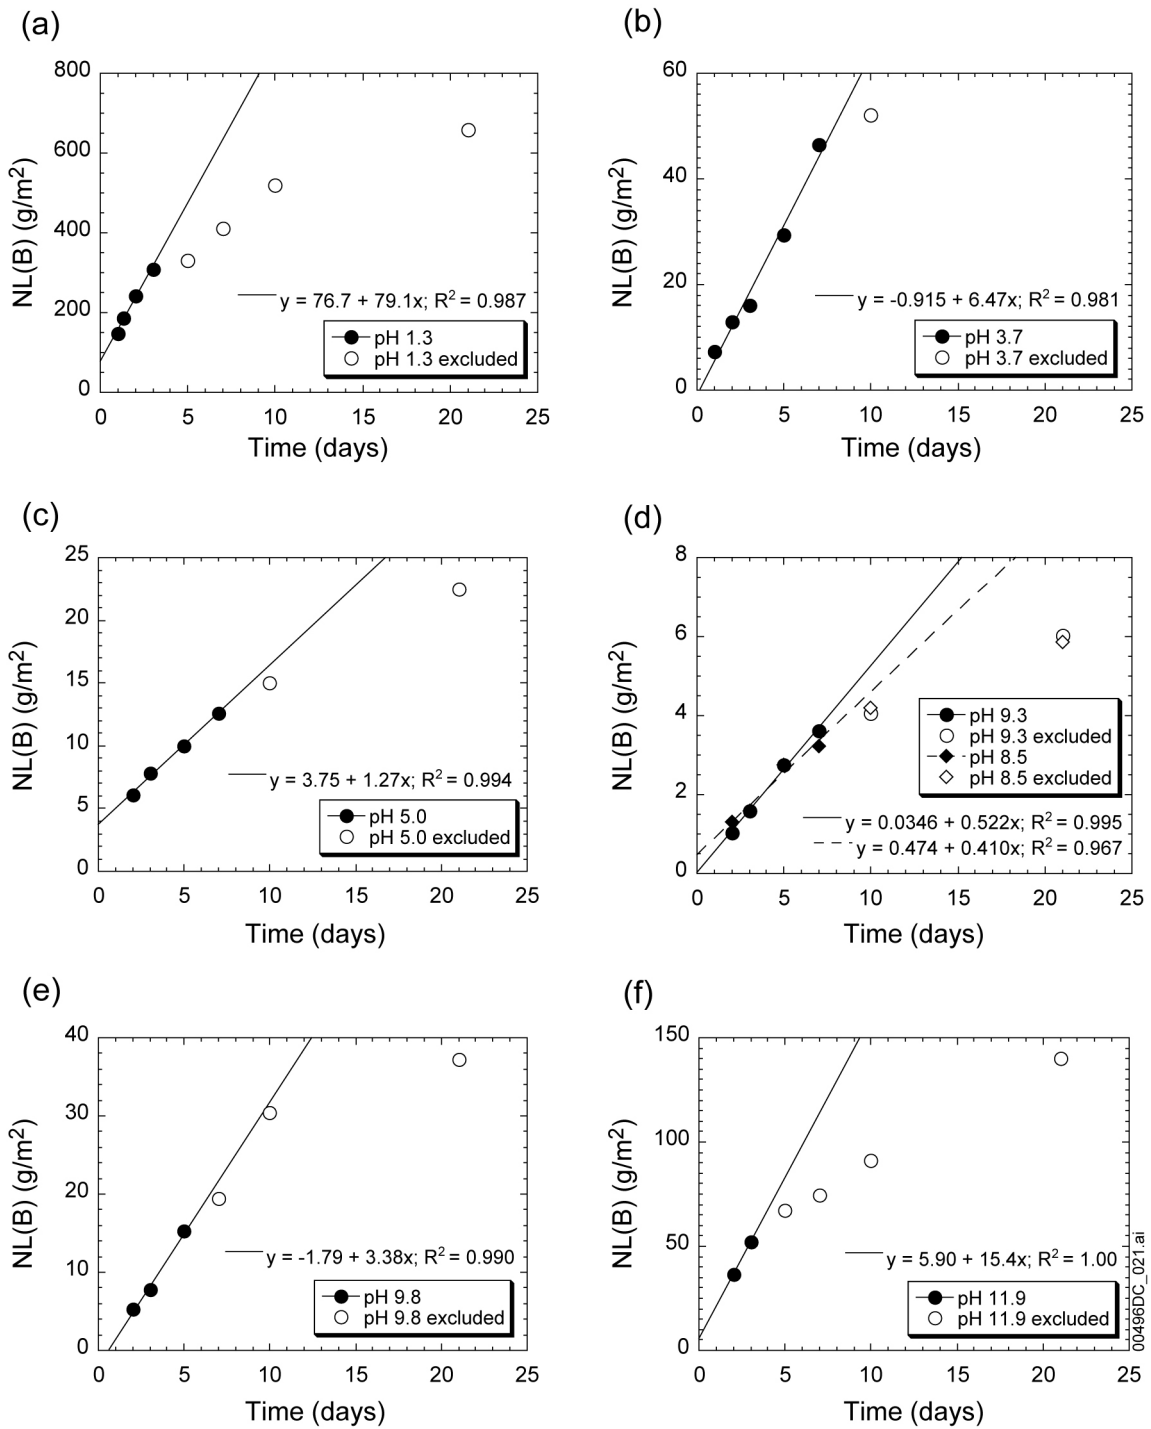 (a)
800
600
400
200
0
NL(B) (g/m²)
y = 76.7 + 79.1x; R² = 0.987
pH 1.3
pH 1.3 excluded
0 5 10 15 20 25
Time (days)
(b)
60
40
20
0
NL(B) (g/m²)
y = -0.915 + 6.47x; R² = 0.981
pH 3.7
pH 3.7 excluded
0 5 10 15 20 25
Time (days)
(c)
25
20
15
10
5
0
NL(B) (g/m²)
y = 3.75 + 1.27x; R² = 0.994
pH 5.0
pH 5.0 excluded
0 5 10 15 20 25
Time (days)
(d)
8
6
4
2
0
NL(B) (g/m²)
pH 9.3
pH 9.3 excluded
pH 8.5
pH 8.5 excluded
y = 0.0346 + 0.522x; R² = 0.995
y = 0.474 + 0.410x; R² = 0.967
0 5 10 15 20 25
Time (days)
(e)
40
30
20
10
0
NL(B) (g/m²)
y = -1.79 + 3.38x; R² = 0.990
pH 9.8
pH 9.8 excluded
0 5 10 15 20 25
Time (days)
(f)
150
100
50
0
NL(B) (g/m²)
y = 5.90 + 15.4x; R² = 1.00
pH 11.9
pH 11.9 excluded
0 5 10 15 20 25
Time (days)
00496DC_021.ai